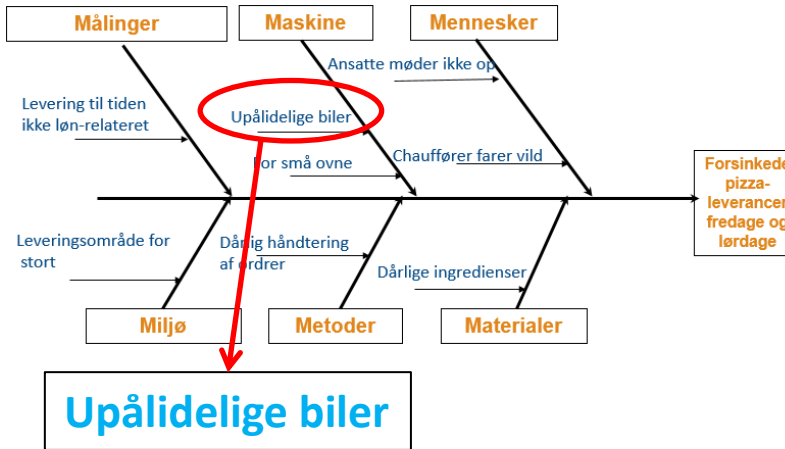 Målinger
Maskine
Mennesker
Ansatte møder ikke op
Levering til tiden
ikke løn-relateret
Upålidelige biler
For små ovne
Chauffører farer vild
Forsinkede
pizza-
leverancer
fredage og
lørdage
Leveringsområde for
stort
Dårlig håndtering
af ordrer
Dårlige ingredienser
Miljø
Metoder
Materialer
Upålidelige biler